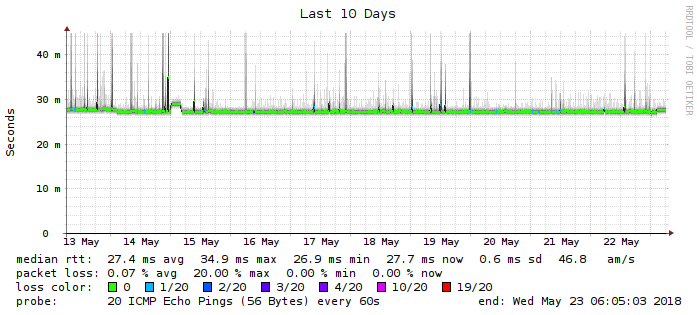 Last 10 Days
RRDTOOL / TOBI OETIKER
Seconds
40 m
30 m
20 m
10 m
0
13 May 14 May 15 May 16 May 17 May 18 May 19 May 20 May 21 May 22 May
median rtt: 27.4 ms avg 34.9 ms max 26.9 ms min 27.7 ms now 0.6 ms sd 46.8 am/s
packet loss: 0.07 % avg 20.00 % max 0.00 % min 0.00 % now
loss color: 0 1/20 2/20 3/20 4/20 10/20 19/20
probe: 20 ICMP Echo Pings (56 Bytes) every 60s end: Wed May 23 06:05:03 2018